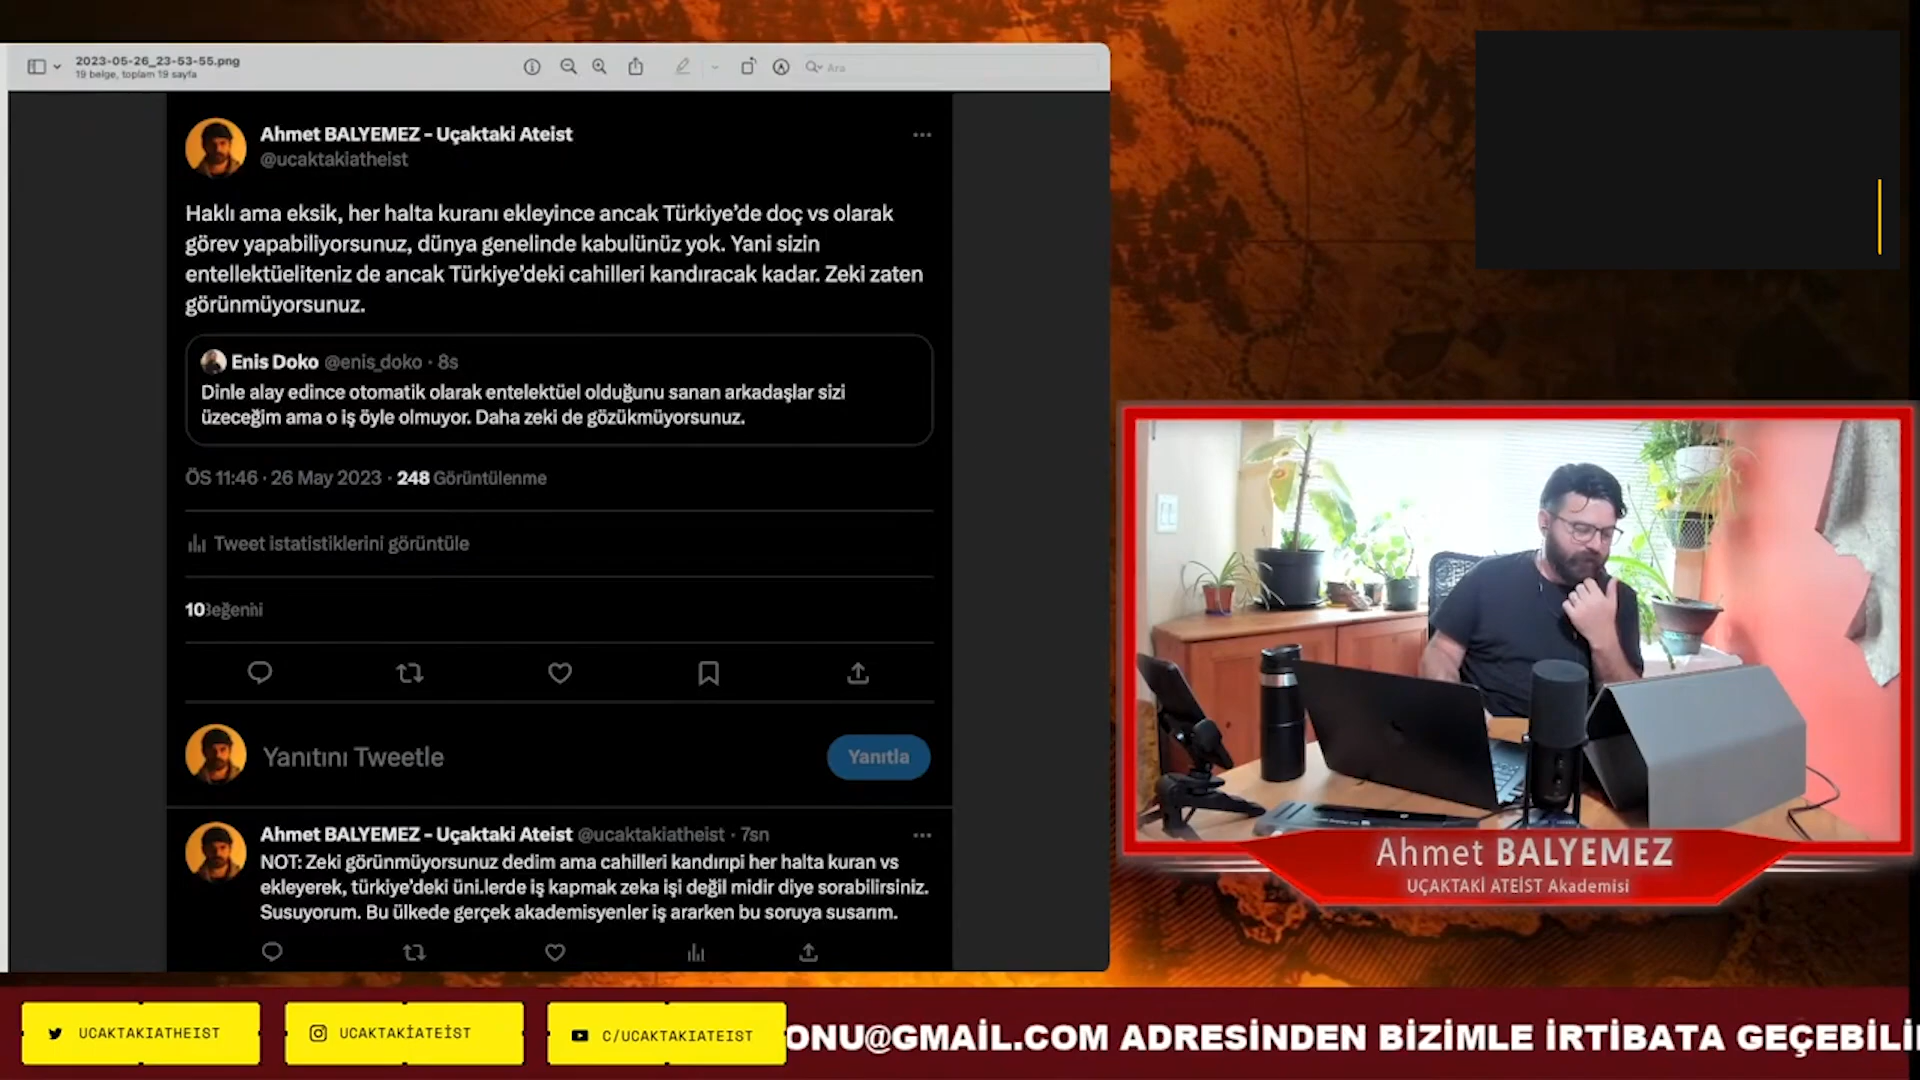 2023-05-26_23-53-55.png
19 belge, toplam 19 sayfa
Ara
Ahmet BALYEMEZ - Uçaktaki Ateist
@ucaktakiatheist
Haklı ama eksik, her halta kuranı ekleyince ancak Türkiye'de doç vs olarak
görev yapabiliyorsunuz, dünya genelinde kabulünüz yok. Yani sizin
entellektüeliteniz de ancak Türkiye'deki cahilleri kandıracak kadar. Zeki zaten
görünmüyorsunuz.
Enis Doko @enis_doko · 8s
Dinle alay edince otomatik olarak entelektüel olduğunu sanan arkadaşlar sizi
üzeceğim ama o iş öyle olmuyor. Daha zeki de gözükmüyorsunuz.
ÖS 11:46 · 26 May 2023 · 248 Görüntülenme
Tweet istatistiklerini görüntüle
10
Yanıtını Tweetle
Yanıtla
Ahmet BALYEMEZ - Uçaktaki Ateist @ucaktakiatheist · 7sn
NOT: Zeki görünmüyorsunuz dedim ama cahilleri kandırıpi her halta kuran vs
ekleyerek, türkiye'deki üni.lerde iş kapmak zeka işi değil midir diye sorabilirsiniz.
Susuyorum. Bu ülkede gerçek akademisyenler iş ararken bu soruya susarım.
Ahmet BALYEMEZ
UÇAKTAKİ ATEİST Akademisi
UCAKTAKIATHEIST
UCAKTAKİATEİST
C/UCAKTAKIATEIST
ONU@GMAİL.COM ADRESİNDEN BİZİMLE İRTİBATA GEÇEBİLİ